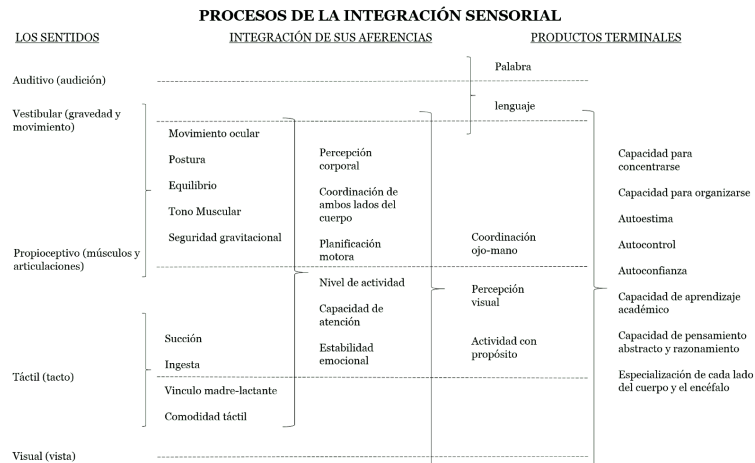 PROCESOS DE LA INTEGRACIÓN SENSORIAL
LOS SENTIDOS
INTEGRACIÓN DE SUS AFERENCIAS
PRODUCTOS TERMINALES
Auditivo (audición)
Vestibular (gravedad y
movimiento)
Propioceptivo (músculos y
articulaciones)
Táctil (tacto)
Visual (vista)
Movimiento ocular
Postura
Equilibrio
Tono Muscular
Seguridad gravitacional
Succión
Ingesta
Vinculo madre-lactante
Comodidad táctil
Percepción
corporal
Coordinación de
ambos lados del
cuerpo
Planificación
motora
Nivel de actividad
Capacidad de
atención
Estabilidad
emocional
Palabra
lenguaje
Coordinación
ojo-mano
Percepción
visual
Actividad con
propósito
Capacidad para
concentrarse
Capacidad para organizarse
Autoestima
Autocontrol
Autoconfianza
Capacidad de aprendizaje
académico
Capacidad de pensamiento
abstracto y razonamiento
Especialización de cada lado
del cuerpo y el encéfalo